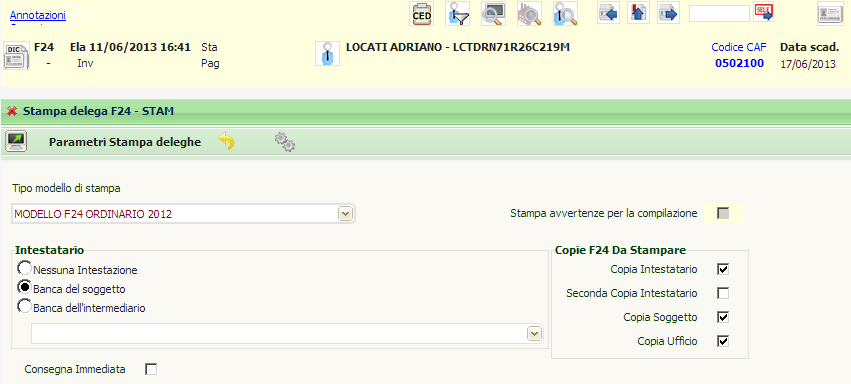 Annotazioni
CED
SELE
DIC F24 Ela 11/06/2013 16:41 Sta LOCATI ADRIANO - LCTDRN71R26C219M Codice CAF Data scad.
- Inv Pag 0502100 17/06/2013
Stampa delega F24 - STAM
Parametri Stampa deleghe
Tipo modello di stampa
MODELLO F24 ORDINARIO 2012
Stampa avvertenze per la compilazione
Intestatario
Nessuna Intestazione
Banca del soggetto
Banca dell'intermediario
Consegna Immediata
Copie F24 Da Stampare
Copia Intestatario
Seconda Copia Intestatario
Copia Soggetto
Copia Ufficio